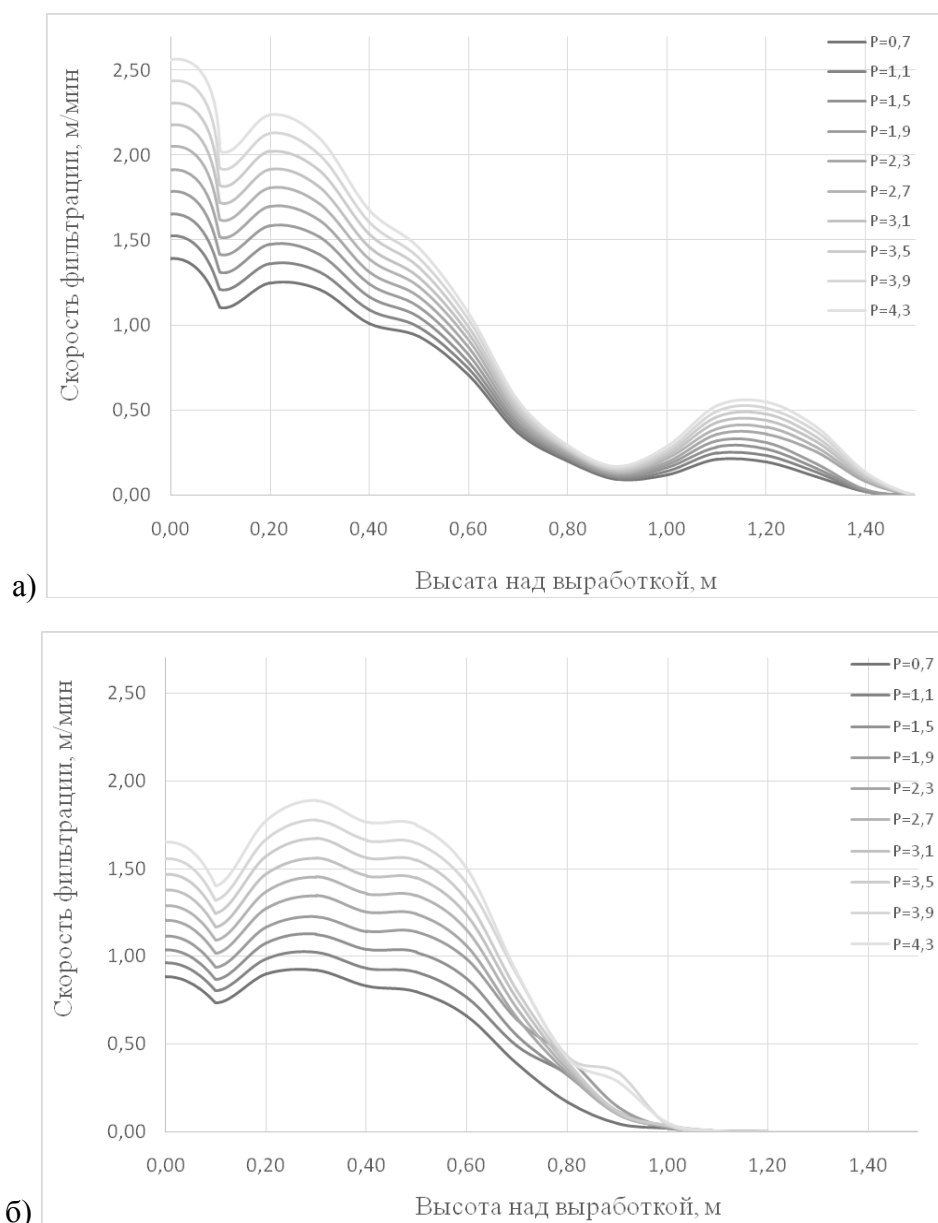 Скорость фильтрации, м/мин
2,50
2,00
1,50
1,00
0,50
0,00
0,00 0,20 0,40 0,60 0,80 1,00 1,20 1,40
Высата над выработкой, м
P=0,7
P=1,1
P=1,5
P=1,9
P=2,3
P=2,7
P=3,1
P=3,5
P=3,9
P=4,3
а)
Скорость фильтрации, м/мин
2,50
2,00
1,50
1,00
0,50
0,00
0,00 0,20 0,40 0,60 0,80 1,00 1,20 1,40
Высота над выработкой, м
P=0,7
P=1,1
P=1,5
P=1,9
P=2,3
P=2,7
P=3,1
P=3,5
P=3,9
P=4,3
б)